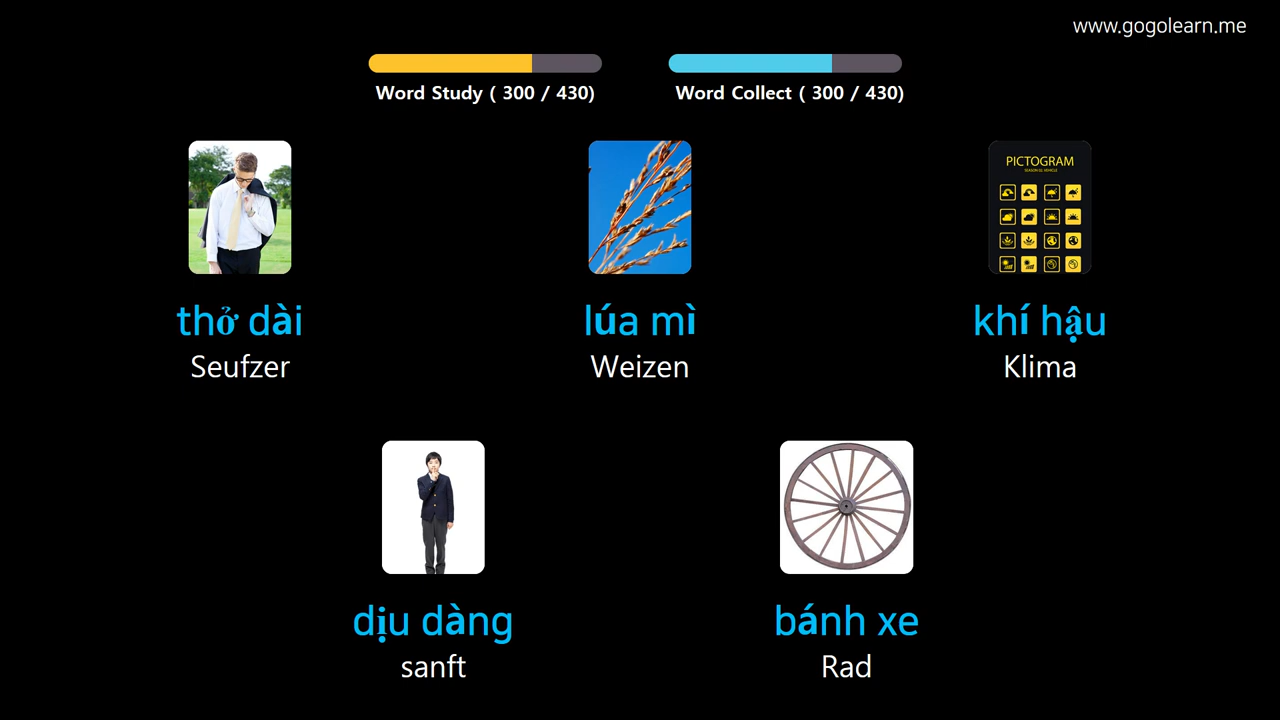 www.gogolearn.me
Word Study ( 300 / 430)
Word Collect ( 300 / 430)
PICTOGRAM
thở dài
Seufzer
lúa mì
Weizen
khí hậu
Klima
dịu dàng
sanft
bánh xe
Rad